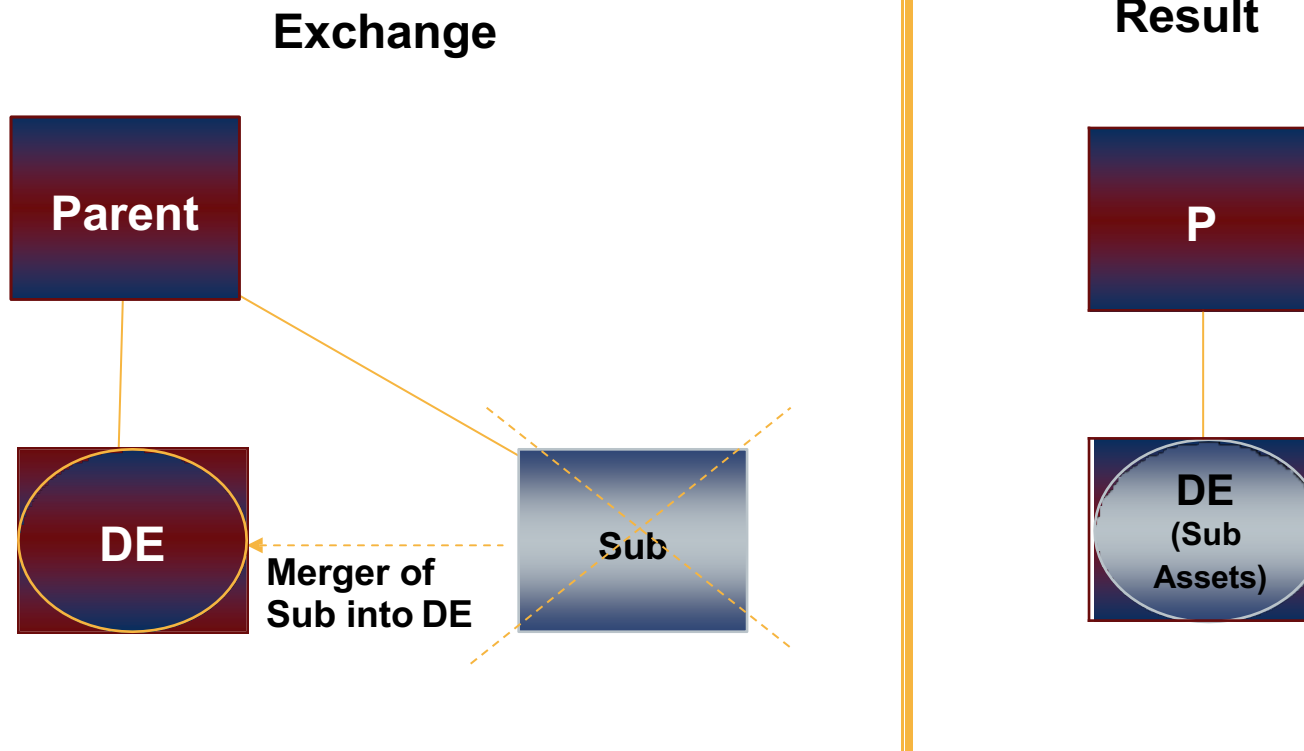 Exchange
Result
Parent
P
DE
Merger of
Sub into DE
Sub
DE
(Sub
Assets)